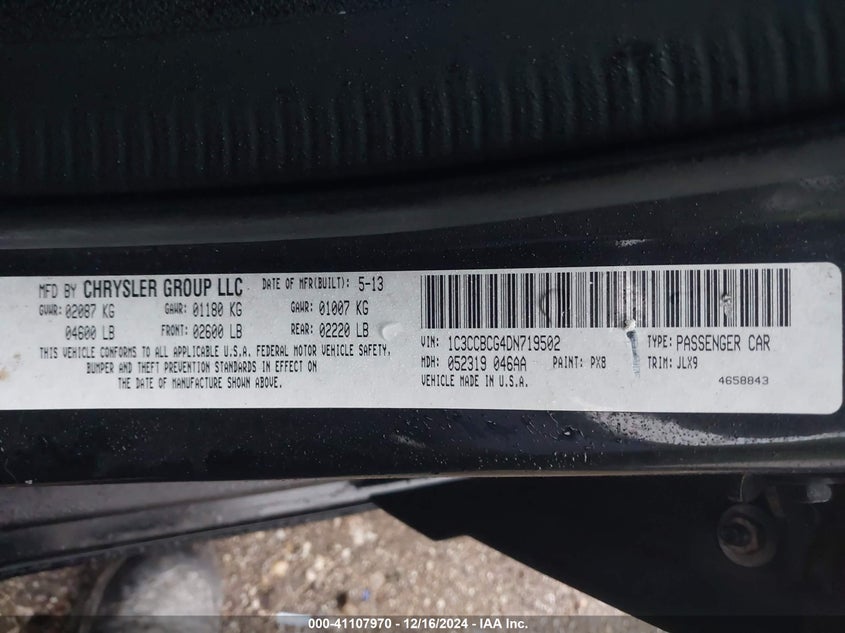 MFD BY CHRYSLER GROUP LLC DATE OF MFR(BUILT): 5-13
GVWR: 02087 KG GAWR: 01180 KG GAWR: 01007 KG
04600 LB FRONT: 02600 LB REAR: 02220 LB
THIS VEHICLE CONFORMS TO ALL APPLICABLE U.S.A. FEDERAL MOTOR VEHICLE SAFETY,
BUMPER AND THEFT PREVENTION STANDARDS IN EFFECT ON
THE DATE OF MANUFACTURE SHOWN ABOVE.
VIN: 1C3CCBCG4DN719502 TYPE: PASSENGER CAR
MDH: 052319 046AA PAINT: PX8 TRIM: JLX9
VEHICLE MADE IN U.S.A. 4658843
000-41107970 - 12/16/2024 - IAA Inc.